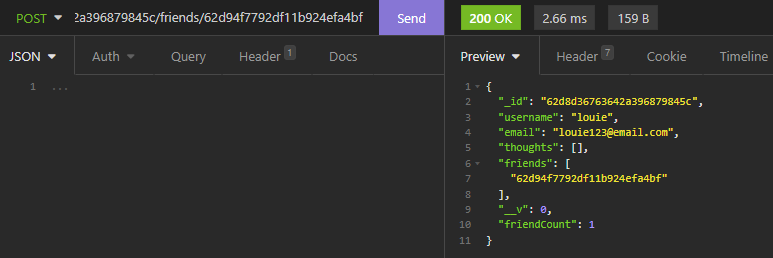 POST 2a396879845c/friends/62d94f7792df11b924efa4bf Send 200 OK 2.66 ms 159 B
JSON Auth Query Header 1 Docs Preview Header 7 Cookie Timeline
1 ...
1 {
2 "_id": "62d8d36763642a396879845c",
3 "username": "louie",
4 "email": "louie123@email.com",
5 "thoughts": [],
6 "friends": [
7 "62d94f7792df11b924efa4bf"
8 ],
9 "__v": 0,
10 "friendCount": 1
11 }